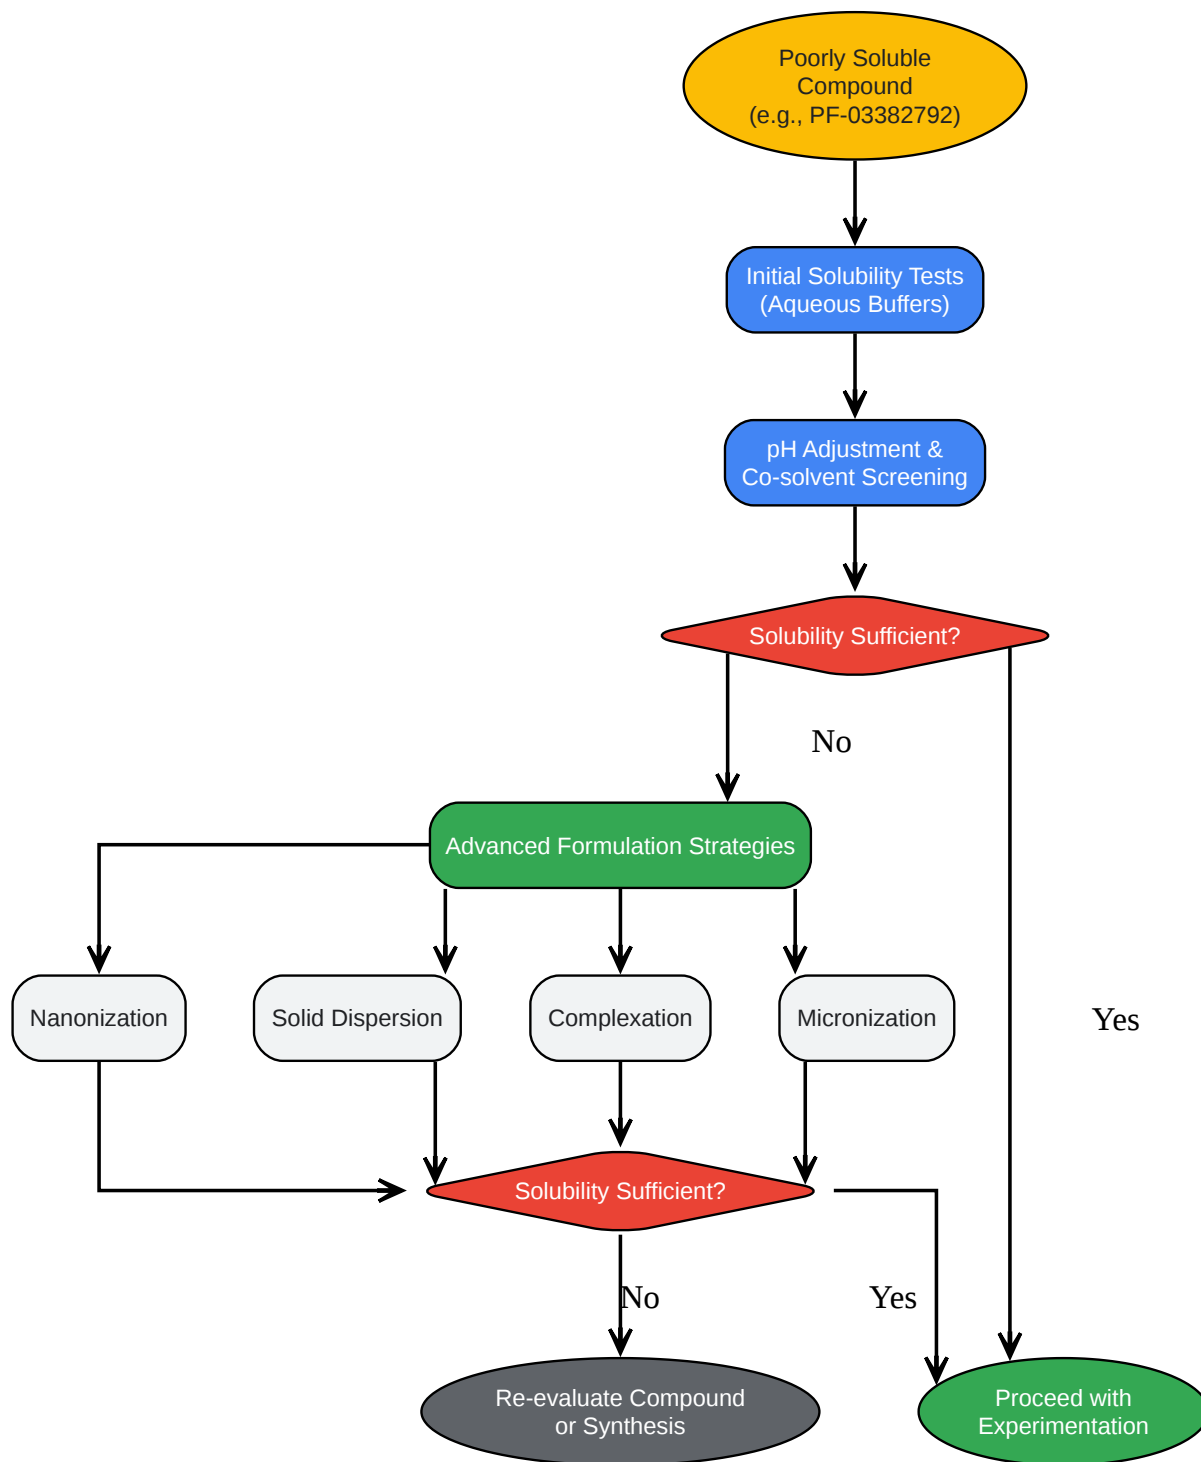 Poorly Soluble
Compound
(e.g., PF-03382792)
Initial Solubility Tests
(Aqueous Buffers)
pH Adjustment &
Co-solvent Screening
Solubility Sufficient?
No
Advanced Formulation Strategies
Nanonization
Solid Dispersion
Complexation
Micronization
Yes
Solubility Sufficient?
No
Yes
Re-evaluate Compound
or Synthesis
Proceed with
Experimentation